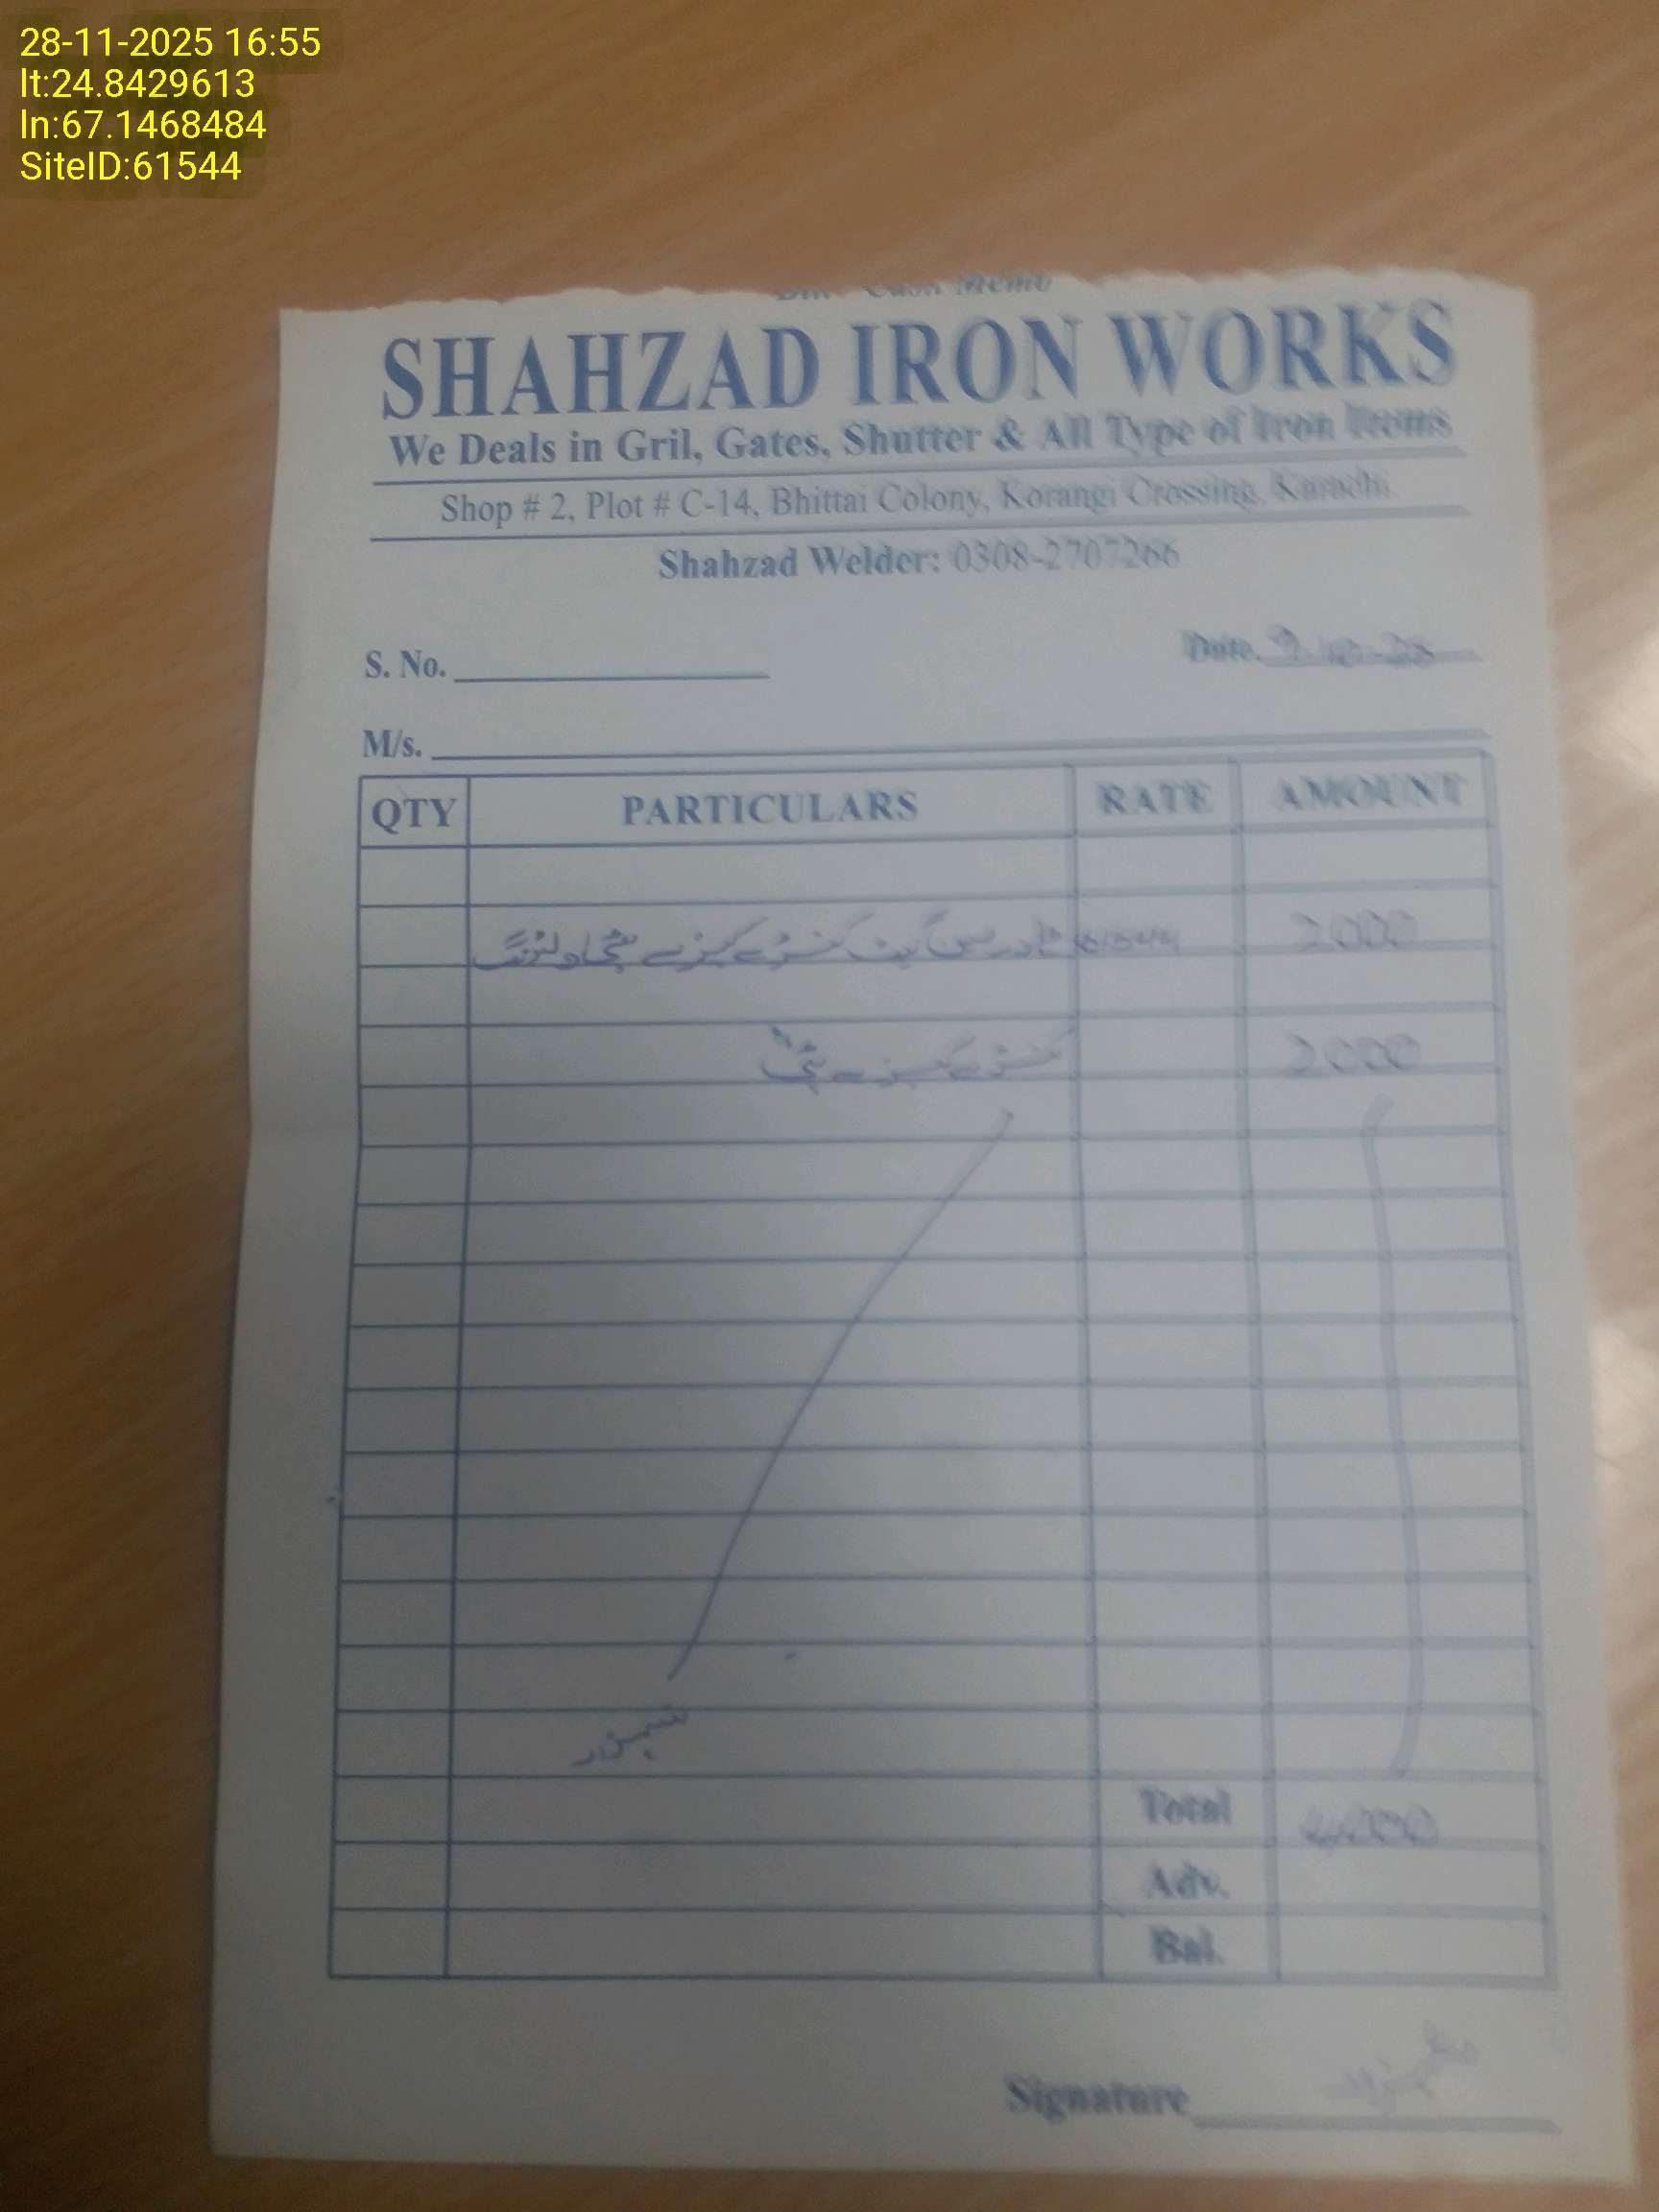 28-11-2025 16:55
lt:24.8429613
ln:67.1468484
SiteID:61544
Cash Memo
SHAHZAD IRON WORKS
We Deals in Gril, Gates, Shutter & All Type of Iron Items
Shop # 2, Plot # C-14, Bhittai Colony, Korangi Crossing, Karachi.
Shahzad Welder: 0308-2707266
S. No.
Date.
M/s.
QTY PARTICULARS RATE AMOUNT
61544 2000
2000
Total 4000
Adv.
Bal.
Signature